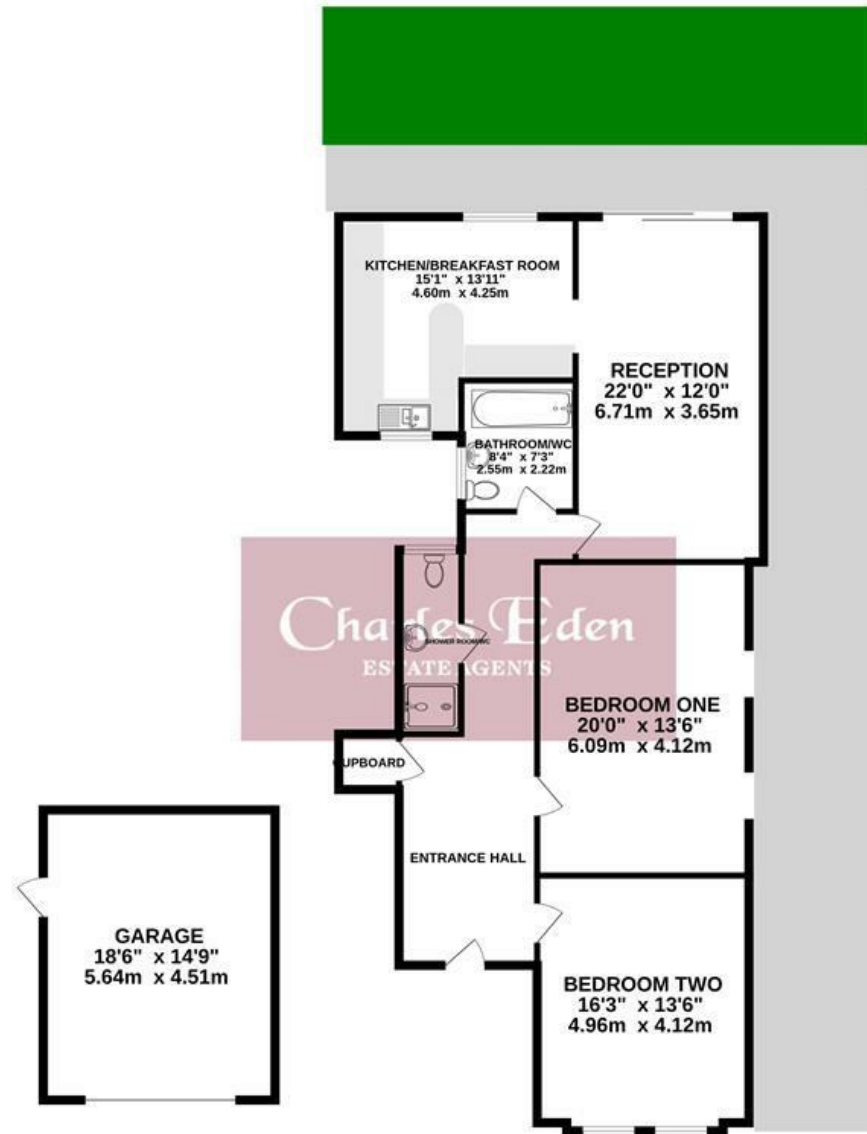 KITCHEN/BREAKFAST ROOM
15'1" x 13'11"
4.60m x 4.25m
RECEPTION
22'0" x 12'0"
6.71m x 3.65m
BATHROOM/WC
8'4" x 7'3"
2.55m x 2.22m
Charles Eden
ESTATE AGENTS
SHOWER ROOM/WC
BEDROOM ONE
20'0" x 13'6"
6.09m x 4.12m
CUPBOARD
ENTRANCE HALL
GARAGE
18'6" x 14'9"
5.64m x 4.51m
BEDROOM TWO
16'3" x 13'6"
4.96m x 4.12m